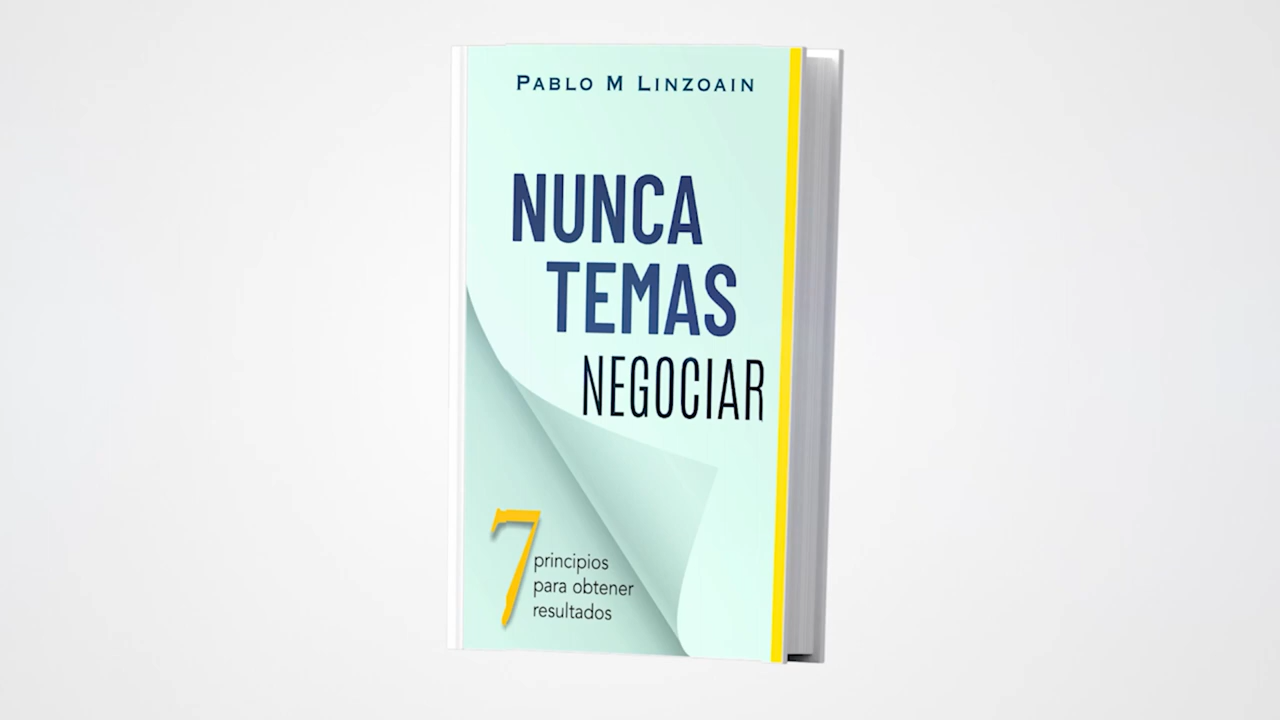 PABLO M LINZOAIN
NUNCA
TEMAS
NEGOCIAR
7 principios
para obtener
resultados